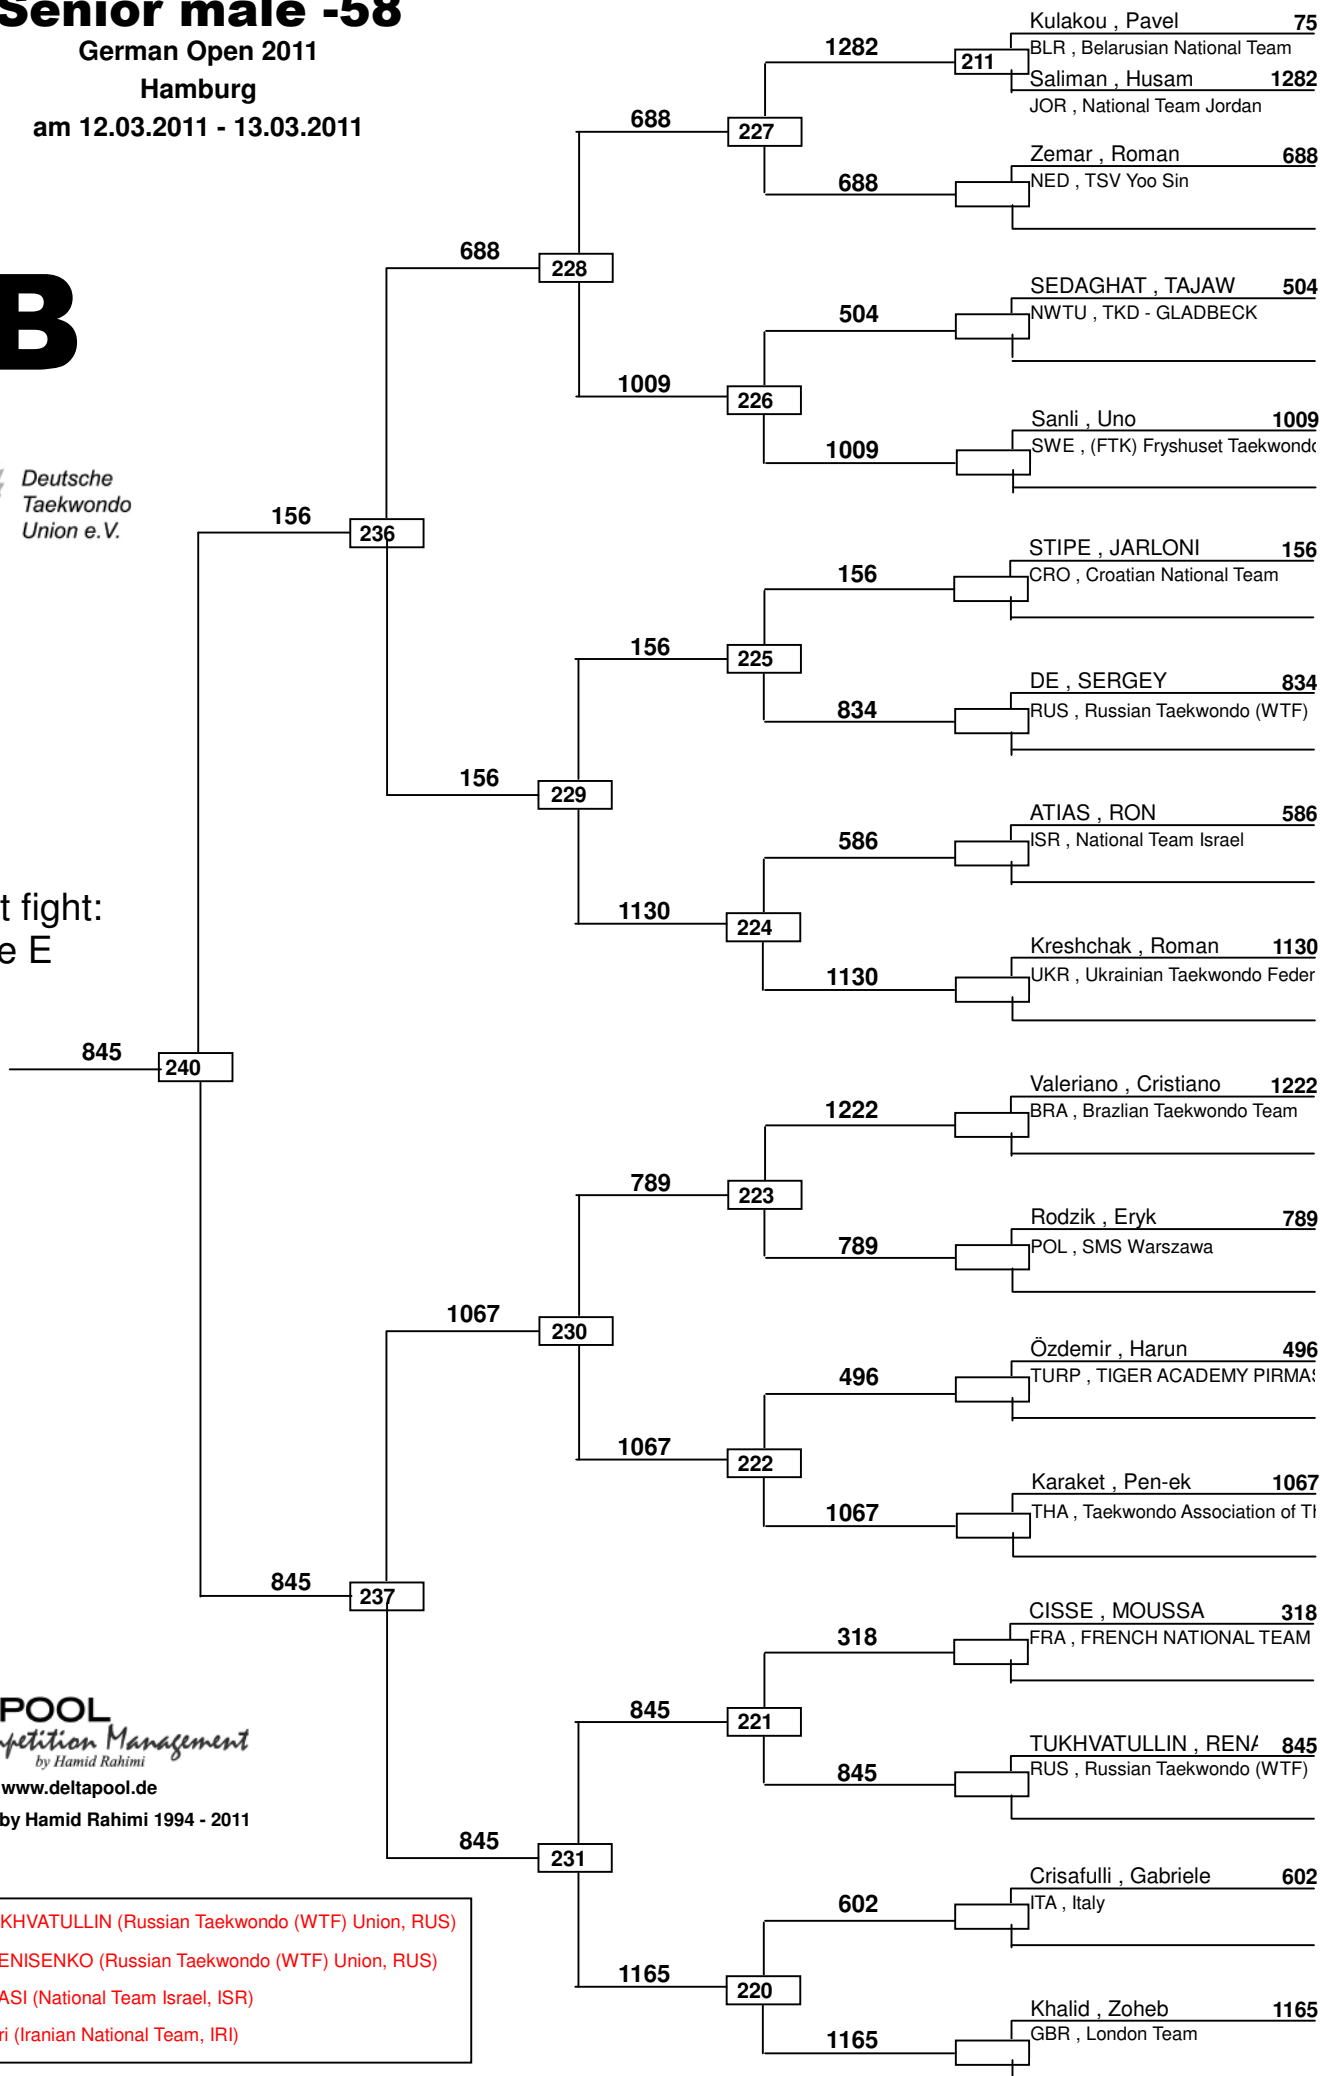 Senior male -58
German Open 2011
Hamburg
am 12.03.2011 - 13.03.2011
B
Deutsche
Taekwondo
Union e.V.
t fight:
e E
845
240
156
236
845
237
688
228
156
229
1067
230
845
231
688
227
1009
226
156
225
1130
224
789
223
1067
222
845
221
1165
220
1282
211
688
504
1009
156
834
586
1130
1222
789
496
1067
318
845
602
1165
Kulakou , Pavel 75
BLR , Belarusian National Team
Saliman , Husam 1282
JOR , National Team Jordan
Zemar , Roman 688
NED , TSV Yoo Sin
SEDAGHAT , TAJAW 504
NWTU , TKD - GLADBECK
Sanli , Uno 1009
SWE , (FTK) Fryshuset Taekwondo
STIPE , JARLONI 156
CRO , Croatian National Team
DE , SERGEY 834
RUS , Russian Taekwondo (WTF)
ATIAS , RON 586
ISR , National Team Israel
Kreshchak , Roman 1130
UKR , Ukrainian Taekwondo Feder
Valeriano , Cristiano 1222
BRA , Brazlian Taekwondo Team
Rodzik , Eryk 789
POL , SMS Warszawa
Özdemir , Harun 496
TURP , TIGER ACADEMY PIRMAS
Karaket , Pen-ek 1067
THA , Taekwondo Association of Th
CISSE , MOUSSA 318
FRA , FRENCH NATIONAL TEAM
TUKHVATULLIN , RENA 845
RUS , Russian Taekwondo (WTF)
Crisafulli , Gabriele 602
ITA , Italy
Khalid , Zoheb 1165
GBR , London Team
POOL
mpetition Management
by Hamid Rahimi
www.deltapool.de
by Hamid Rahimi 1994 - 2011
KHVATULLIN (Russian Taekwondo (WTF) Union, RUS)
ENISENKO (Russian Taekwondo (WTF) Union, RUS)
ASI (National Team Israel, ISR)
ri (Iranian National Team, IRI)